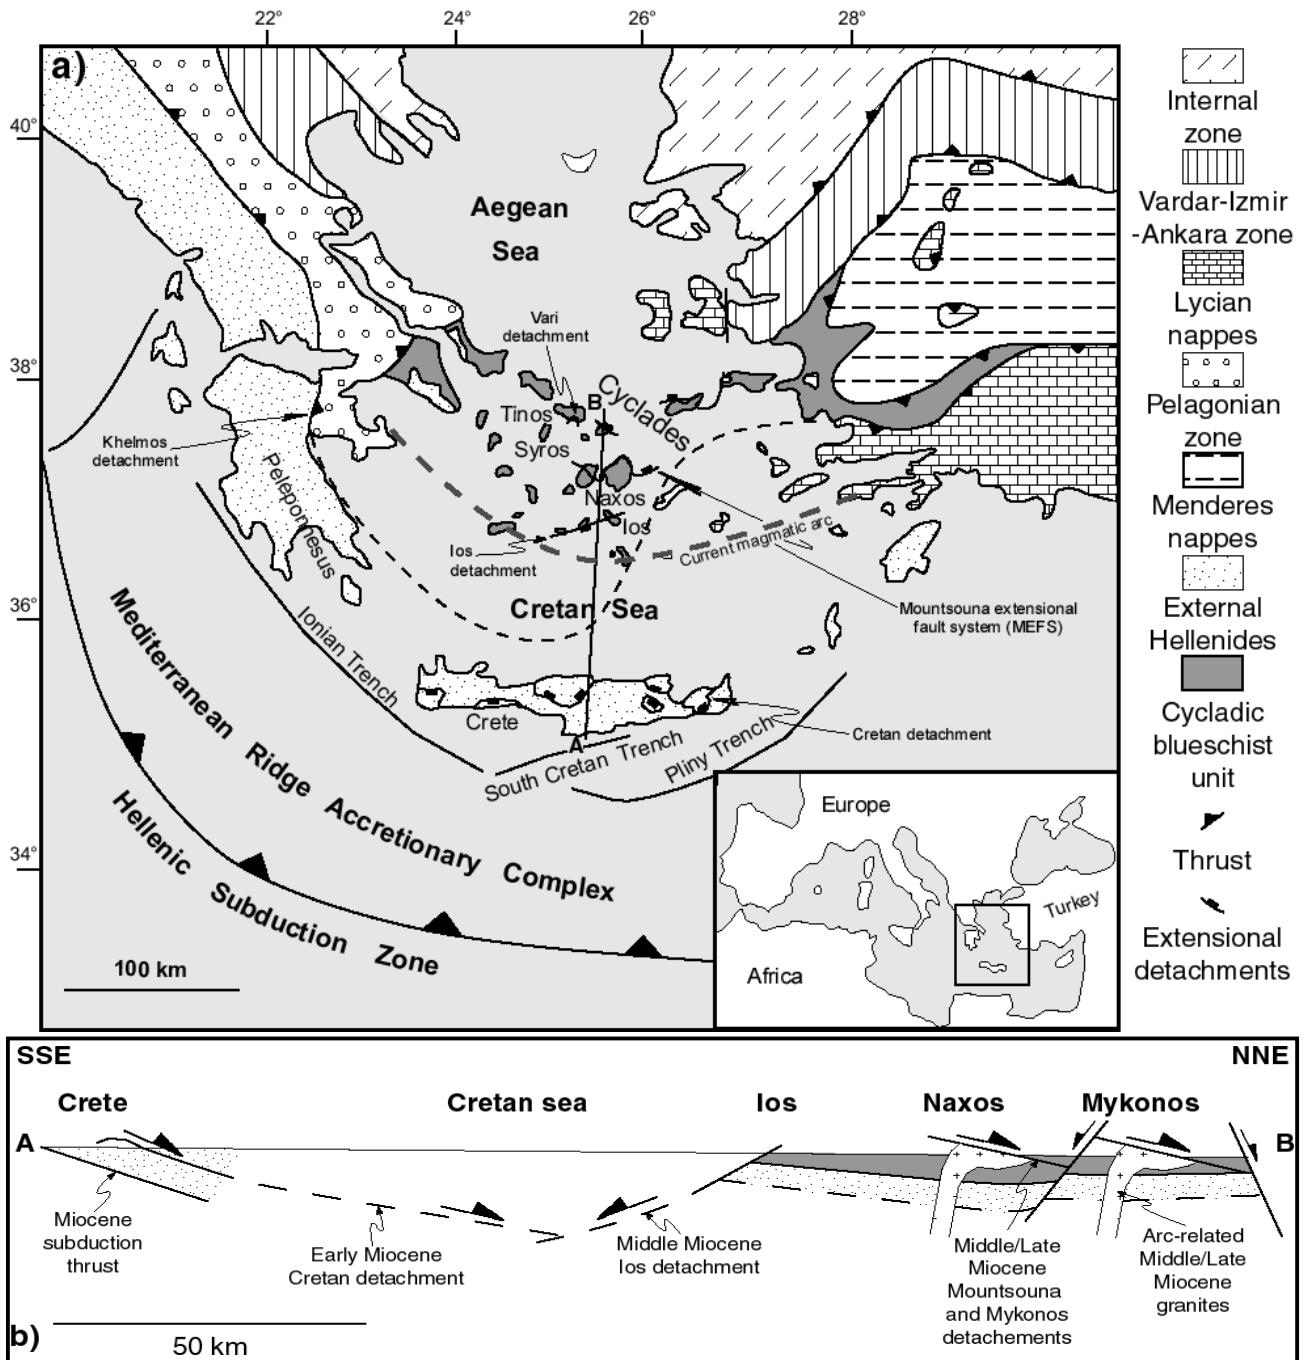 22°
24°
26°
28°
a)
40°
38°
36°
34°
Aegean
Sea
Vari
detachment
B
Cyclades
Tinos
Syros
Naxos
Ios
Khelmos
detachment
Peleponnesus
Ios
detachment
Current magmatic arc
Cretan Sea
Mountsouna extensional
fault system (MEFS)
Ionian Trench
Mediterranean Ridge Accretionary Complex
Hellenic Subduction Zone
Crete
A
South Cretan Trench
Pliny Trench
Cretan detachment
100 km
Europe
Turkey
Africa
Internal
zone
Vardar-Izmir
-Ankara zone
Lycian
nappes
Pelagonian
zone
Menderes
nappes
External
Hellenides
Cycladic
blueschist
unit
Thrust
Extensional
detachments
SSE
NNE
Crete
Cretan sea
Ios
Naxos
Mykonos
A
B
Miocene
subduction
thrust
Early Miocene
Cretan detachment
Middle Miocene
Ios detachment
Middle/Late
Miocene
Mountsouna
and Mykonos
detachements
Arc-related
Middle/Late
Miocene
granites
b)
50 km